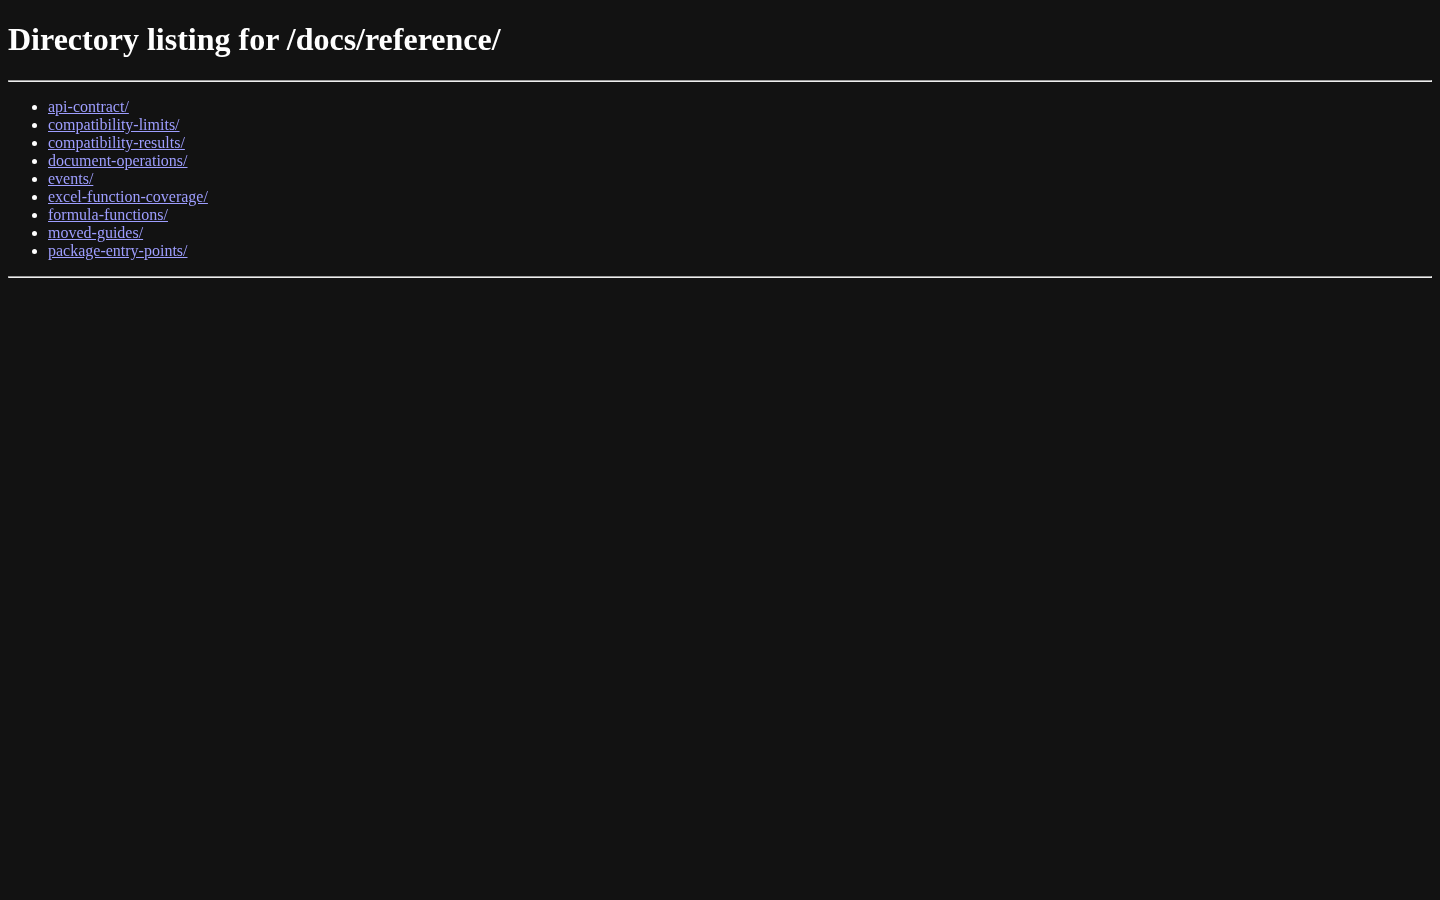 Directory listing for /docs/reference/
api-contract/
compatibility-limits/
compatibility-results/
document-operations/
events/
excel-function-coverage/
formula-functions/
moved-guides/
package-entry-points/